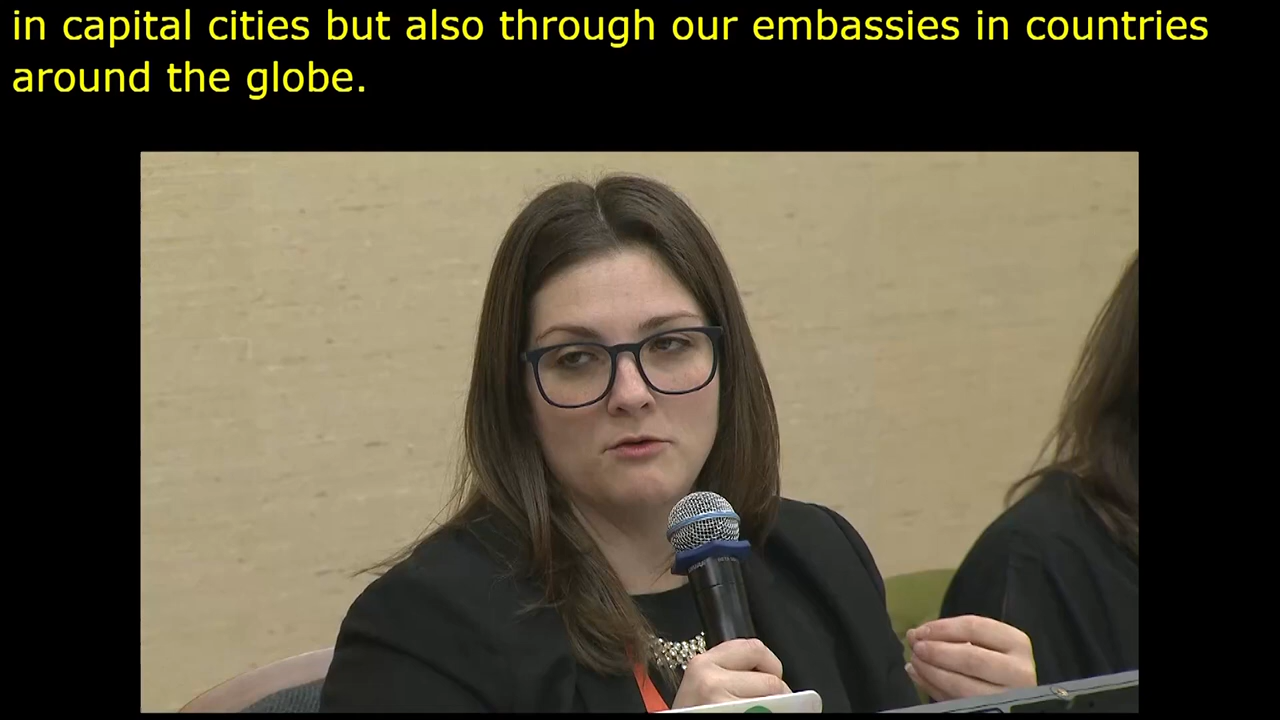 in capital cities but also through our embassies in countries
around the globe.